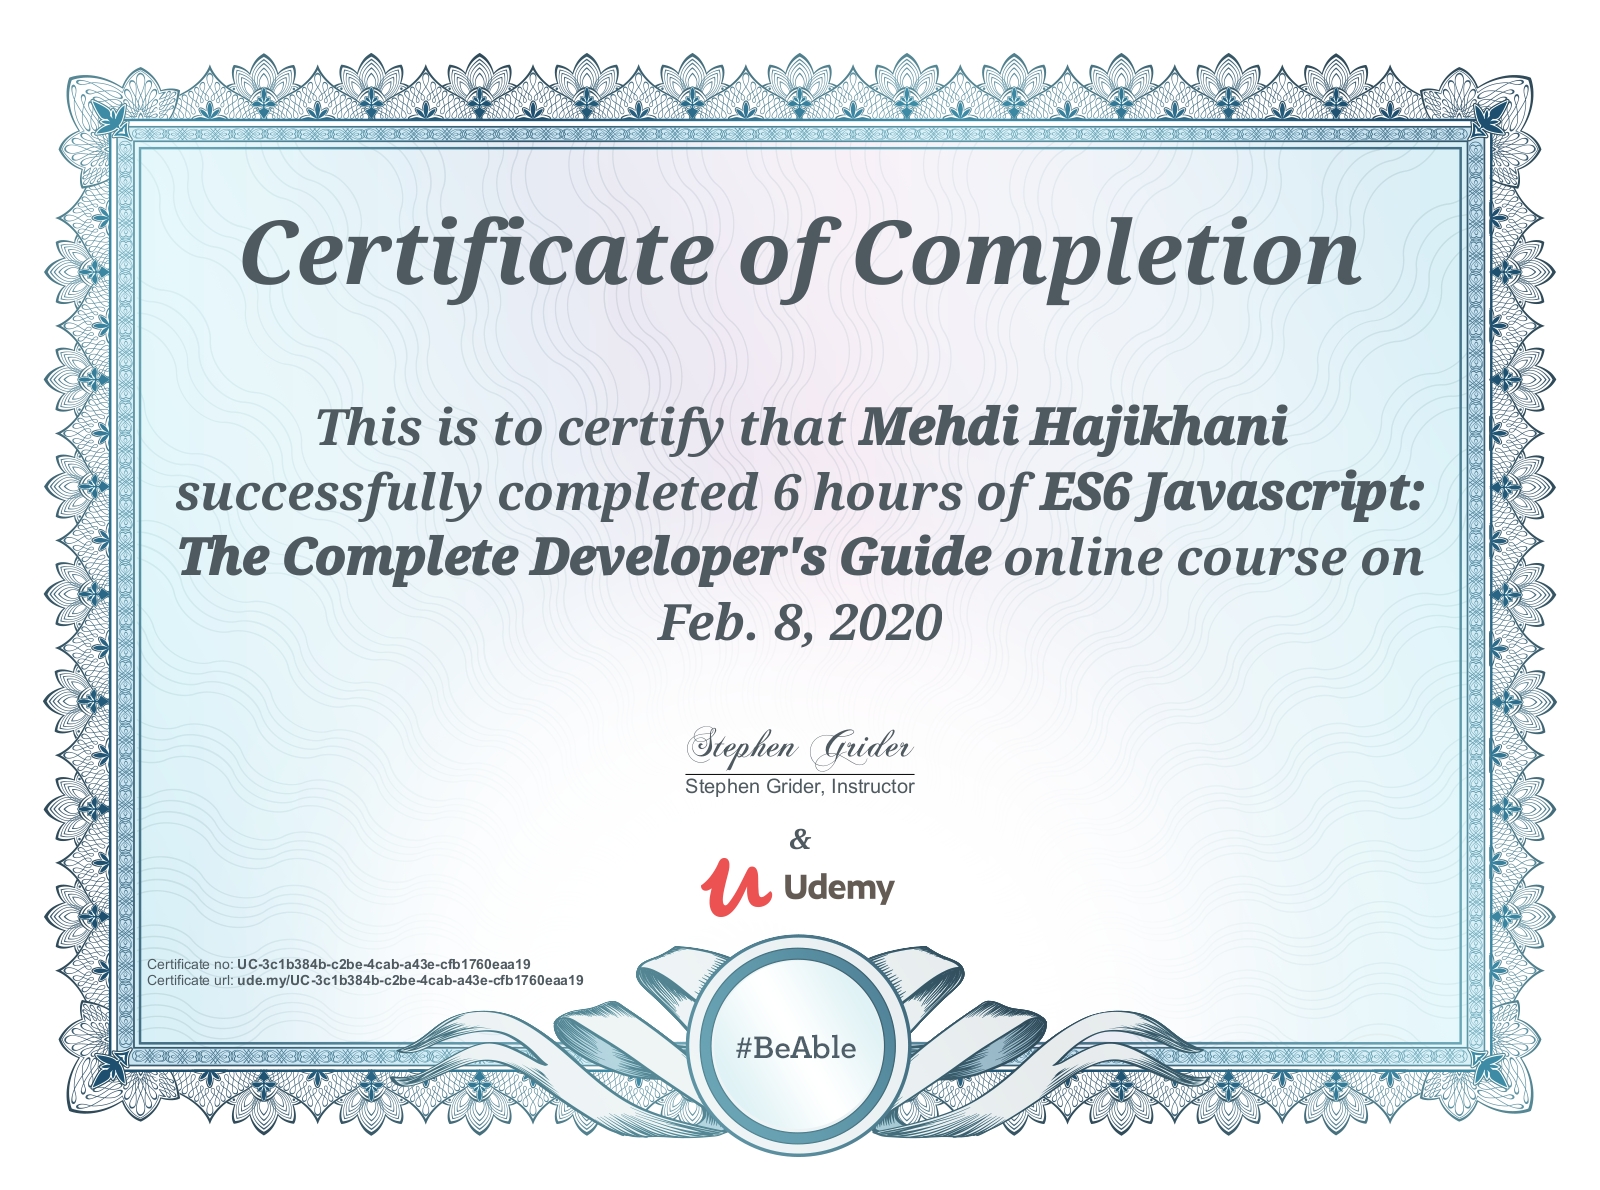 Certificate of Completion
This is to certify that Mehdi Hajikhani
successfully completed 6 hours of ES6 Javascript:
The Complete Developer's Guide online course on
Feb. 8, 2020
Stephen Grider
Stephen Grider, Instructor
&
Udemy
Certificate no: UC-3c1b384b-c2be-4cab-a43e-cfb1760eaa19
Certificate url: ude.my/UC-3c1b384b-c2be-4cab-a43e-cfb1760eaa19
#BeAble